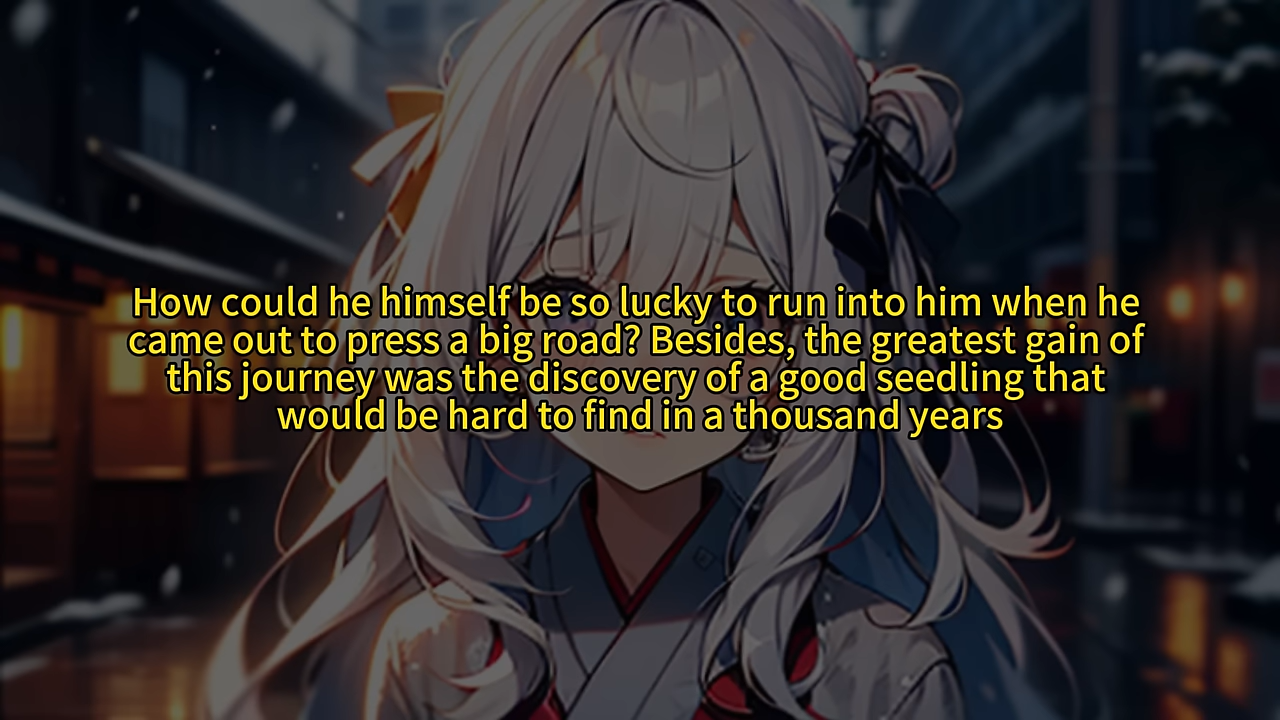 How could he himself be so lucky to run into him when he
came out to press a big road? Besides, the greatest gain of
this journey was the discovery of a good seedling that
would be hard to find in a thousand years